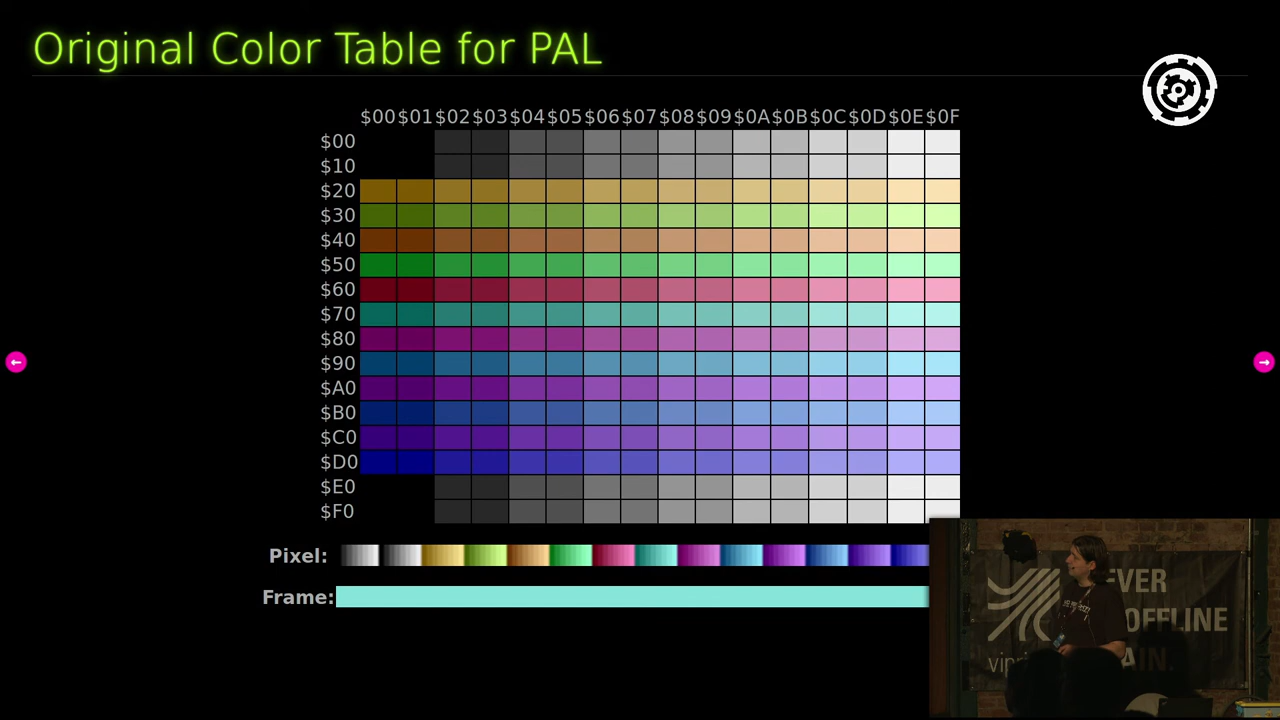 Original Color Table for PAL
$00 $01 $02 $03 $04 $05 $06 $07 $08 $09 $0A $0B $0C $0D $0E $0F
$00
$10
$20
$30
$40
$50
$60
$70
$80
$90
$A0
$B0
$C0
$D0
$E0
$F0
Pixel:
Frame:
EVER
OFFLINE
AIN.